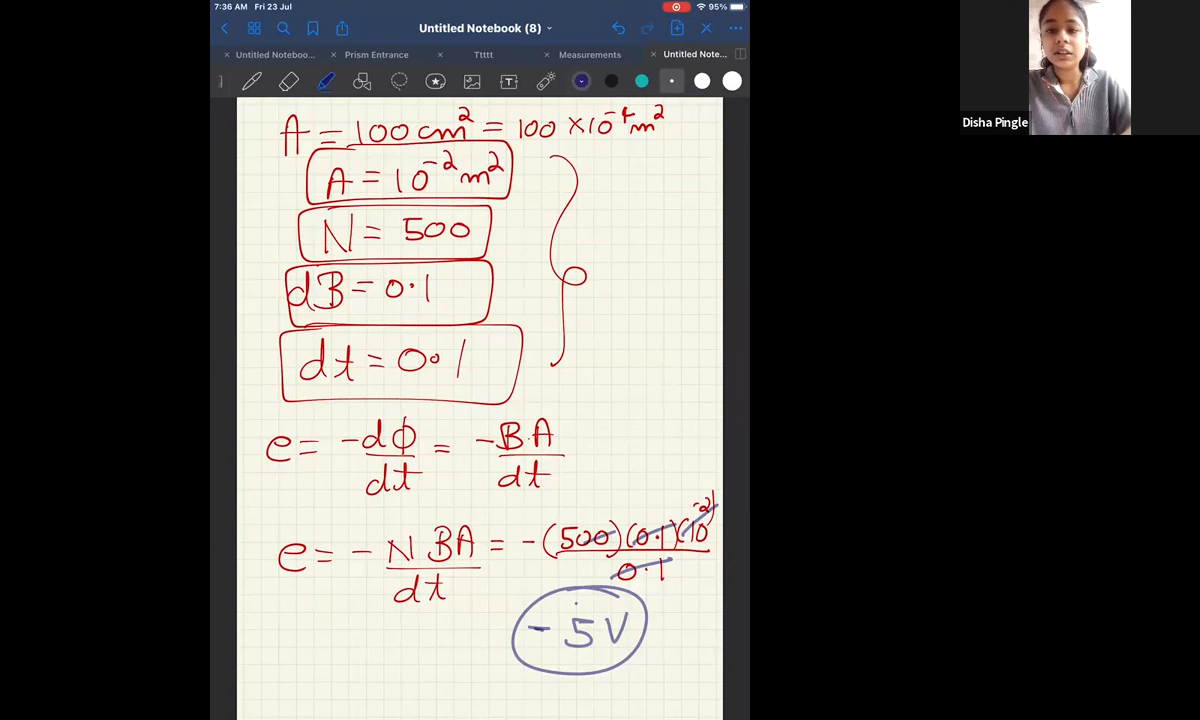 7:36 AM Fri 23 Jul
95%
Untitled Notebook (8)
Untitled Noteboo...
Prism Entrance
Ttttt
Measurements
Untitled Note...
Disha Pingle
A = 100 cm² = 100 × 10⁻⁴ m²
A = 10⁻² m²
N = 500
dB = 0.1
dt = 0.1
e = -dϕ/dt = -B.A/dt
e = - N BA/dt = -(500)(0.1)(10⁻²)/0.1
- 5 V